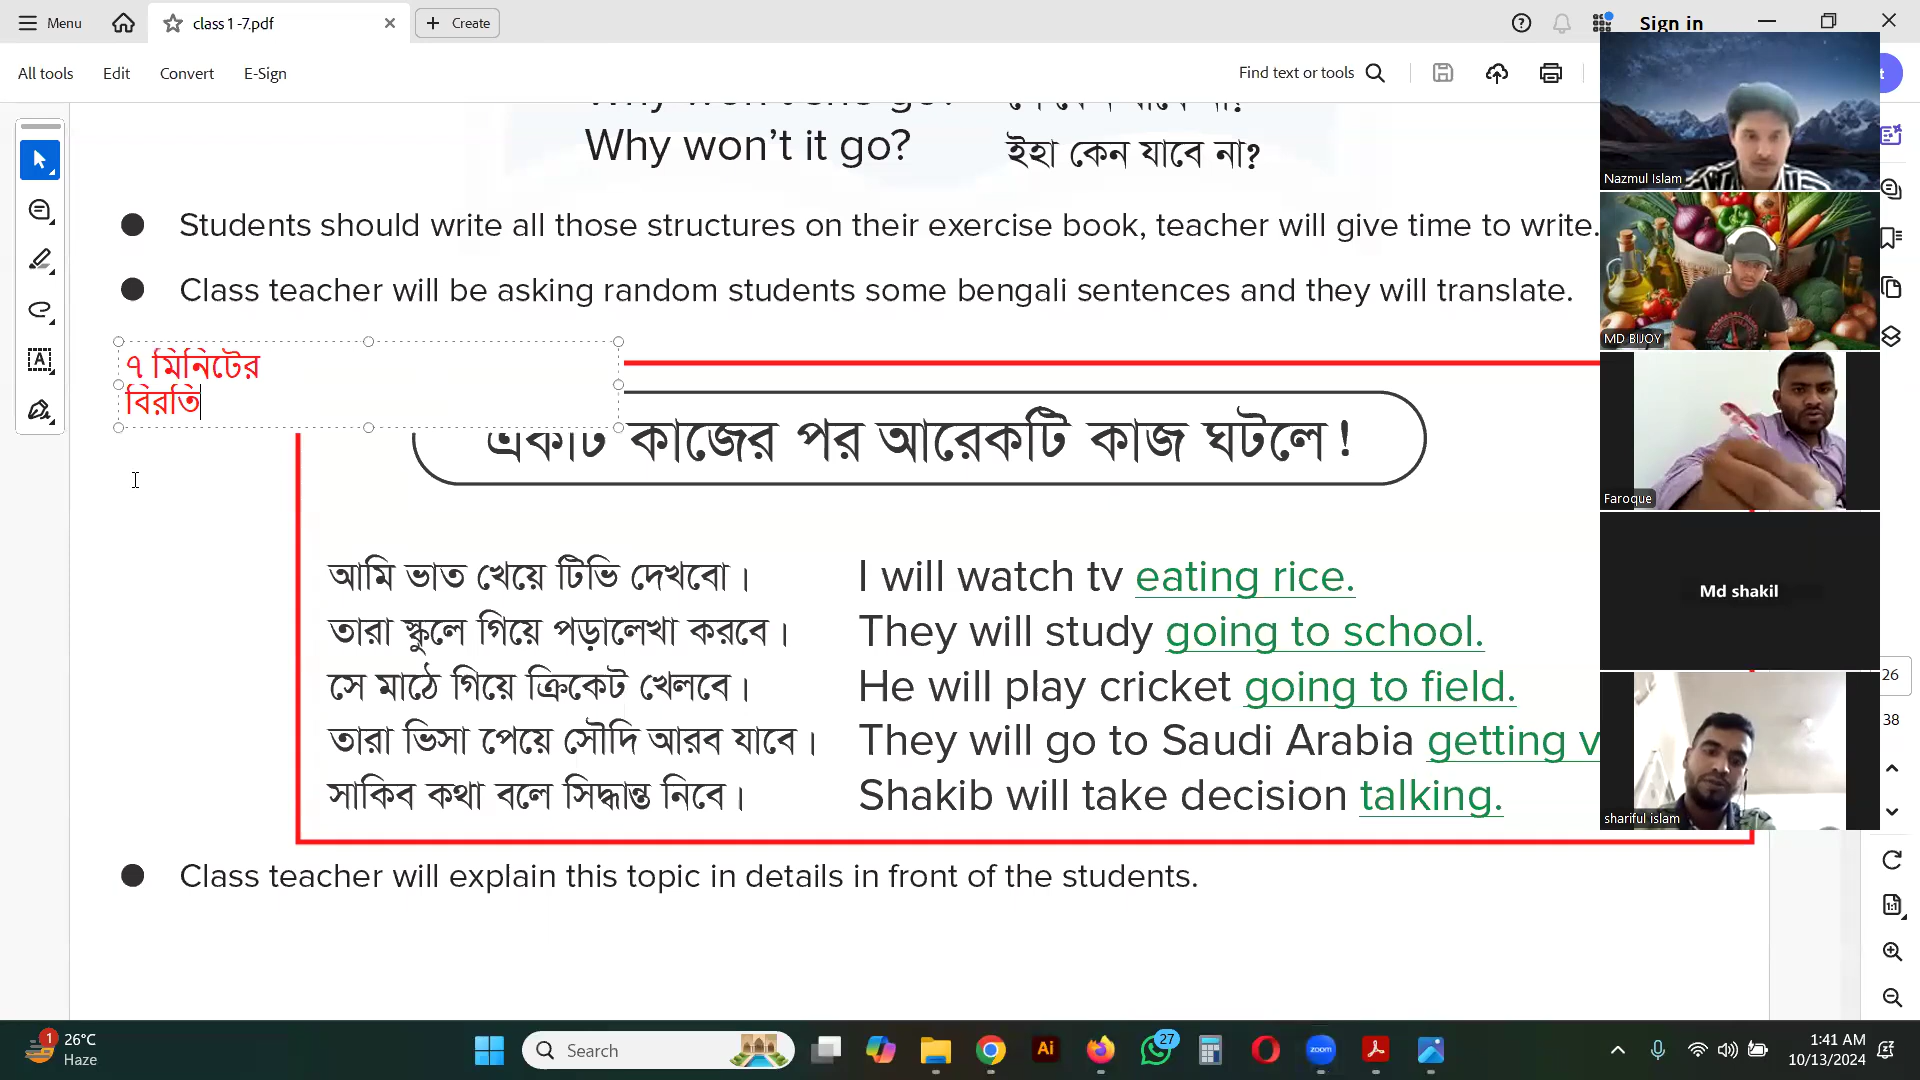 Menu
class 1 -7.pdf
Create
Sign in
All tools
Edit
Convert
E-Sign
Find text or tools
Why won't it go?
ইহা কেন যাবে না?
Students should write all those structures on their exercise book, teacher will give time to write.
Class teacher will be asking random students some bengali sentences and they will translate.
৭ মিনিটের
বিরতি
একটি কাজের পর আরেকটি কাজ ঘটলে!
আমি ভাত খেয়ে টিভি দেখবো।
I will watch tv eating rice.
তারা স্কুলে গিয়ে পড়ালেখা করবে।
They will study going to school.
সে মাঠে গিয়ে ক্রিকেট খেলবে।
He will play cricket going to field.
তারা ভিসা পেয়ে সৌদি আরব যাবে।
They will go to Saudi Arabia getting v
সাকিব কথা বলে সিদ্ধান্ত নিবে।
Shakib will take decision talking.
Class teacher will explain this topic in details in front of the students.
Nazmul Islam
MD BIJOY
Faroque
Md shakil
shariful islam
26
38
1
26°C
Haze
Search
Ai
27
zoom
1:41 AM
10/13/2024